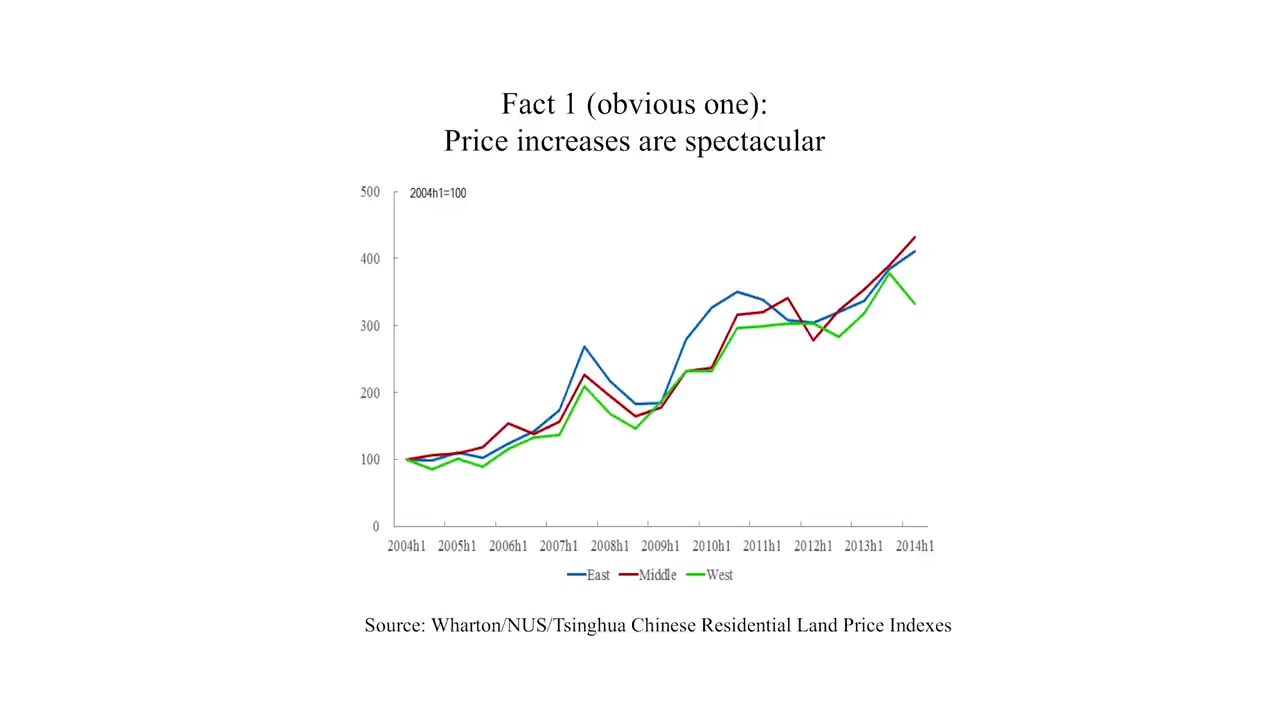 Fact 1 (obvious one):
Price increases are spectacular
500
2004h1=100
400
300
200
100
0
2004h1 2005h1 2006h1 2007h1 2008h1 2009h1 2010h1 2011h1 2012h1 2013h1 2014h1
East Middle West
Source: Wharton/NUS/Tsinghua Chinese Residential Land Price Indexes